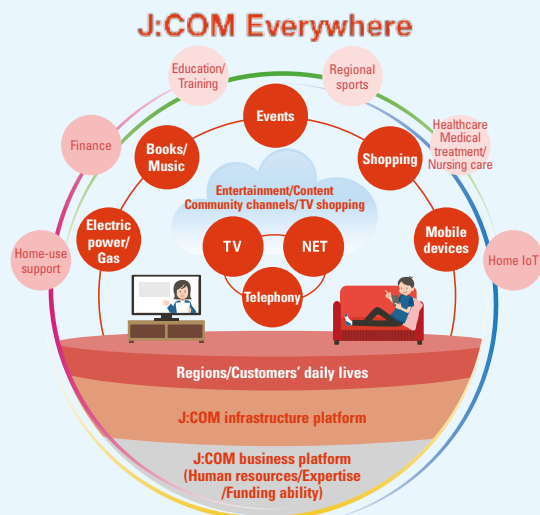 J:COM Everywhere
Education/
Training
Regional
sports
Finance
Books/
Music
Events
Shopping
Healthcare
Medical
treatment/
Nursing care
Entertainment/Content
Community channels/TV shopping
Home-use
support
Electric
power/
Gas
TV
NET
Mobile
devices
Home IoT
Telephony
Regions/Customers' daily lives
J:COM infrastructure platform
J:COM business platform
(Human resources/Expertise
/Funding ability)